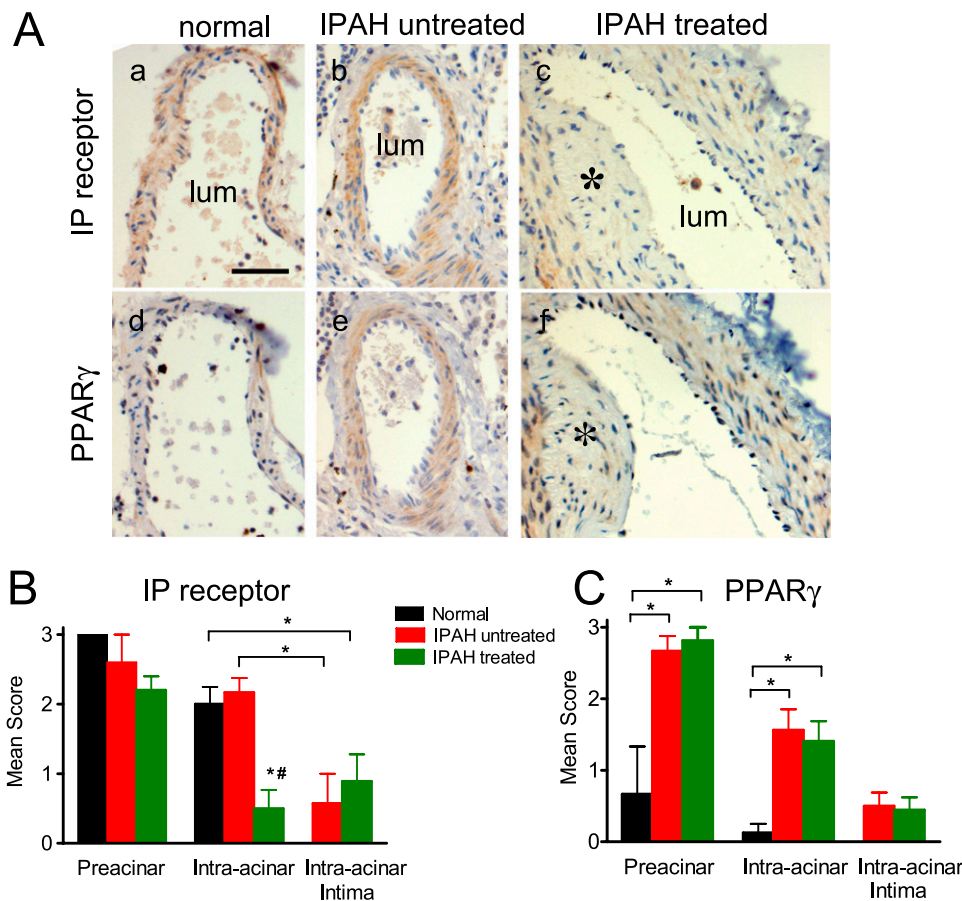 A
normal
IPAH untreated
IPAH treated
IP receptor
a
lum
b
lum
c
*
lum
PPARγ
d
e
f
*
B
IP receptor
Normal
IPAH untreated
IPAH treated
Mean Score
3
2
1
0
*
*
*#
Preacinar
Intra-acinar
Intra-acinar
Intima
C
PPARγ
Mean Score
3
2
1
0
*
*
*
*
Preacinar
Intra-acinar
Intra-acinar
Intima